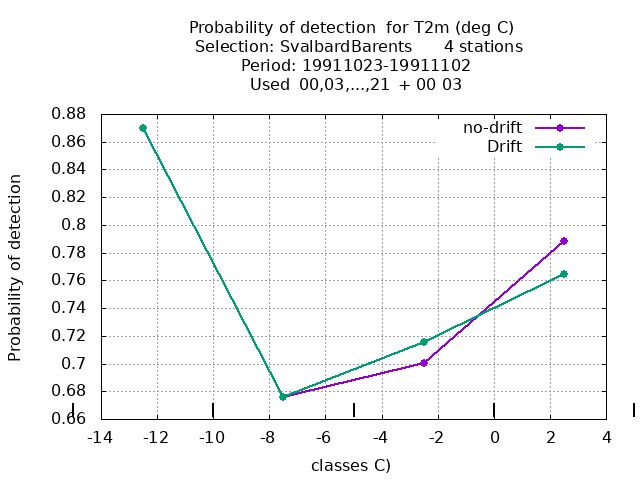 Probability of detection  for T2m (deg C)
Selection: SvalbardBarents      4 stations
Period: 19911023-19911102
Used  00,03,...,21  + 00 03
no-drift
Drift
Probability of detection
0.88
0.86
0.84
0.82
0.8
0.78
0.76
0.74
0.72
0.7
0.68
0.66
-14 -12 -10 -8 -6 -4 -2 0 2 4
classes C)